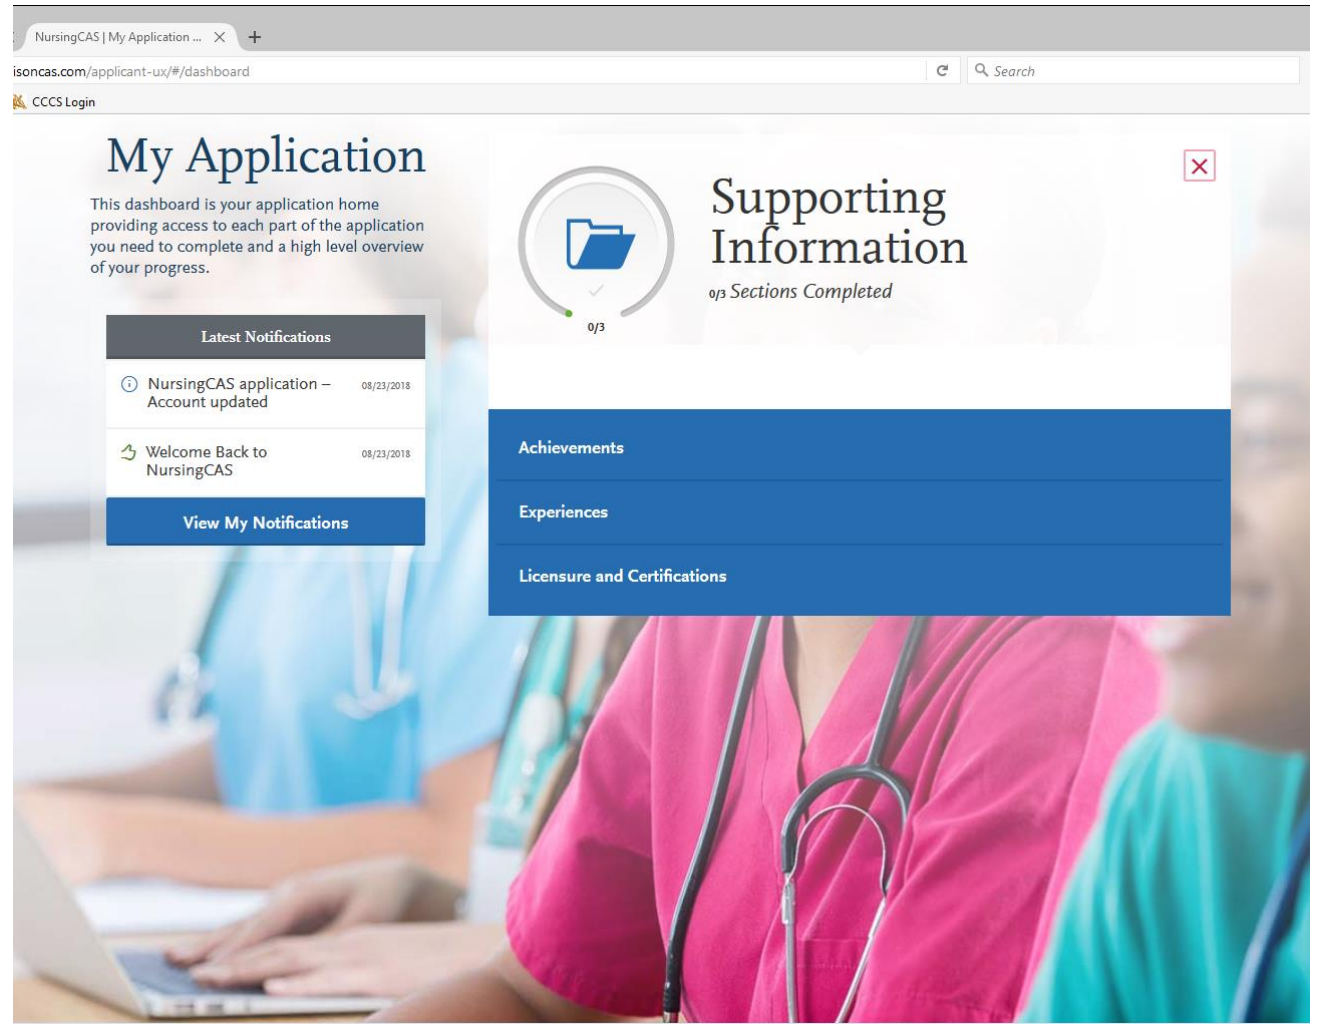 NursingCAS | My Application ...
isoncas.com/applicant-ux/#/dashboard
Search
CCCS Login
My Application
This dashboard is your application home
providing access to each part of the application
you need to complete and a high level overview
of your progress.
Latest Notifications
NursingCAS application – 08/23/2018
Account updated
Welcome Back to 08/23/2018
NursingCAS
View My Notifications
0/3
Supporting
Information
0/3 Sections Completed
Achievements
Experiences
Licensure and Certifications